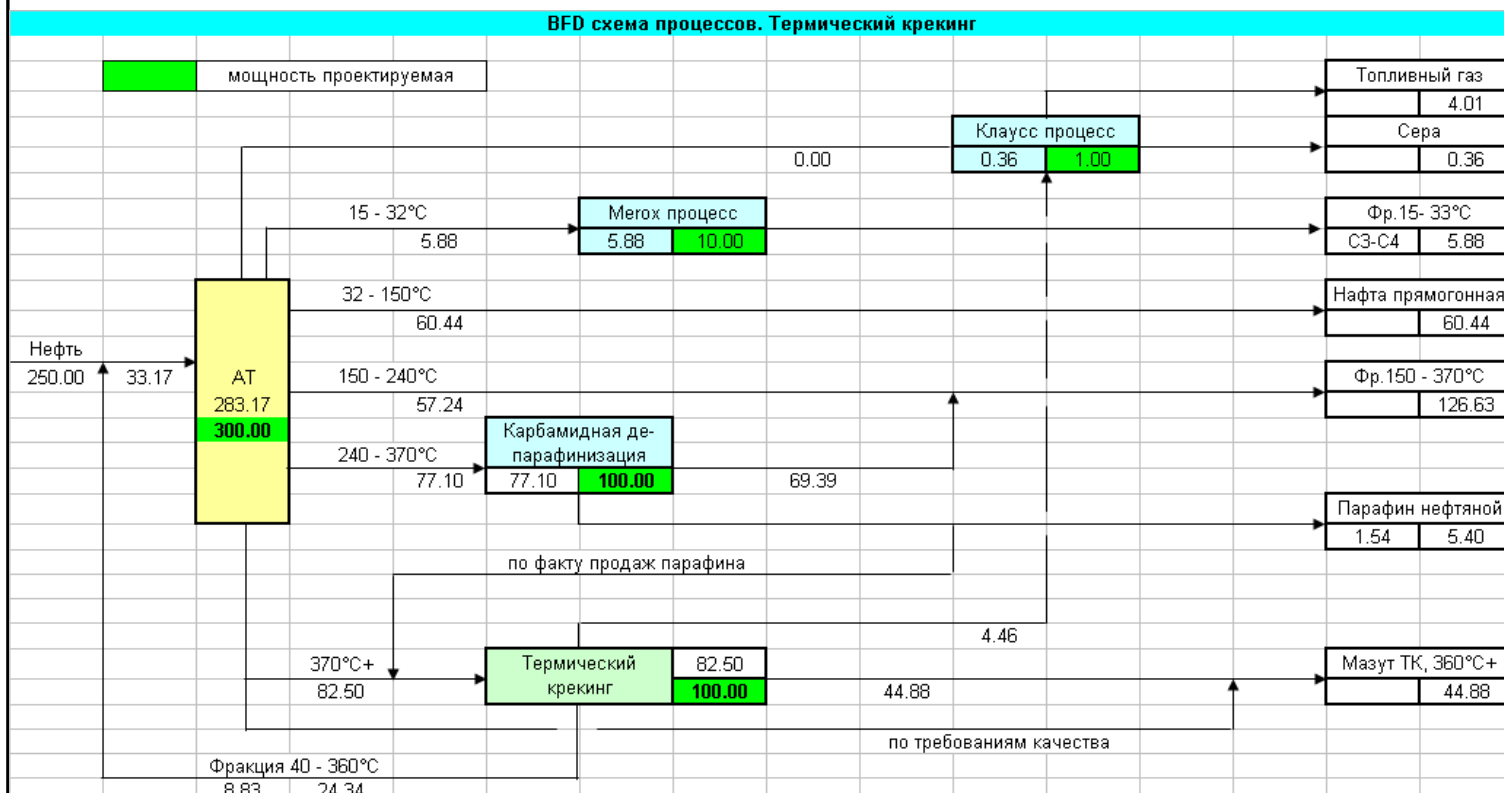 BFD схема процессов. Термический крекинг
мощность проектируемая
Топливный газ
4.01
Клаусс процесс
Сера
0.00
0.36 1.00
0.36
15 - 32°C
Merox процесс
Фр.15- 33°C
5.88
5.88 10.00
C3-C4 5.88
32 - 150°C
Нафта прямогонная
60.44
60.44
Нефть
250.00 33.17
АТ
283.17
300.00
150 - 240°C
57.24
Фр.150 - 370°C
126.63
240 - 370°C
77.10
Карбамидная де-
парафинизация
77.10 100.00
69.39
Парафин нефтяной
1.54 5.40
по факту продаж парафина
4.46
370°C+
82.50
Термический
крекинг
82.50
100.00
44.88
Мазут ТК, 360°C+
44.88
по требованиям качества
Фракция 40 - 360°C
8.83 24.34